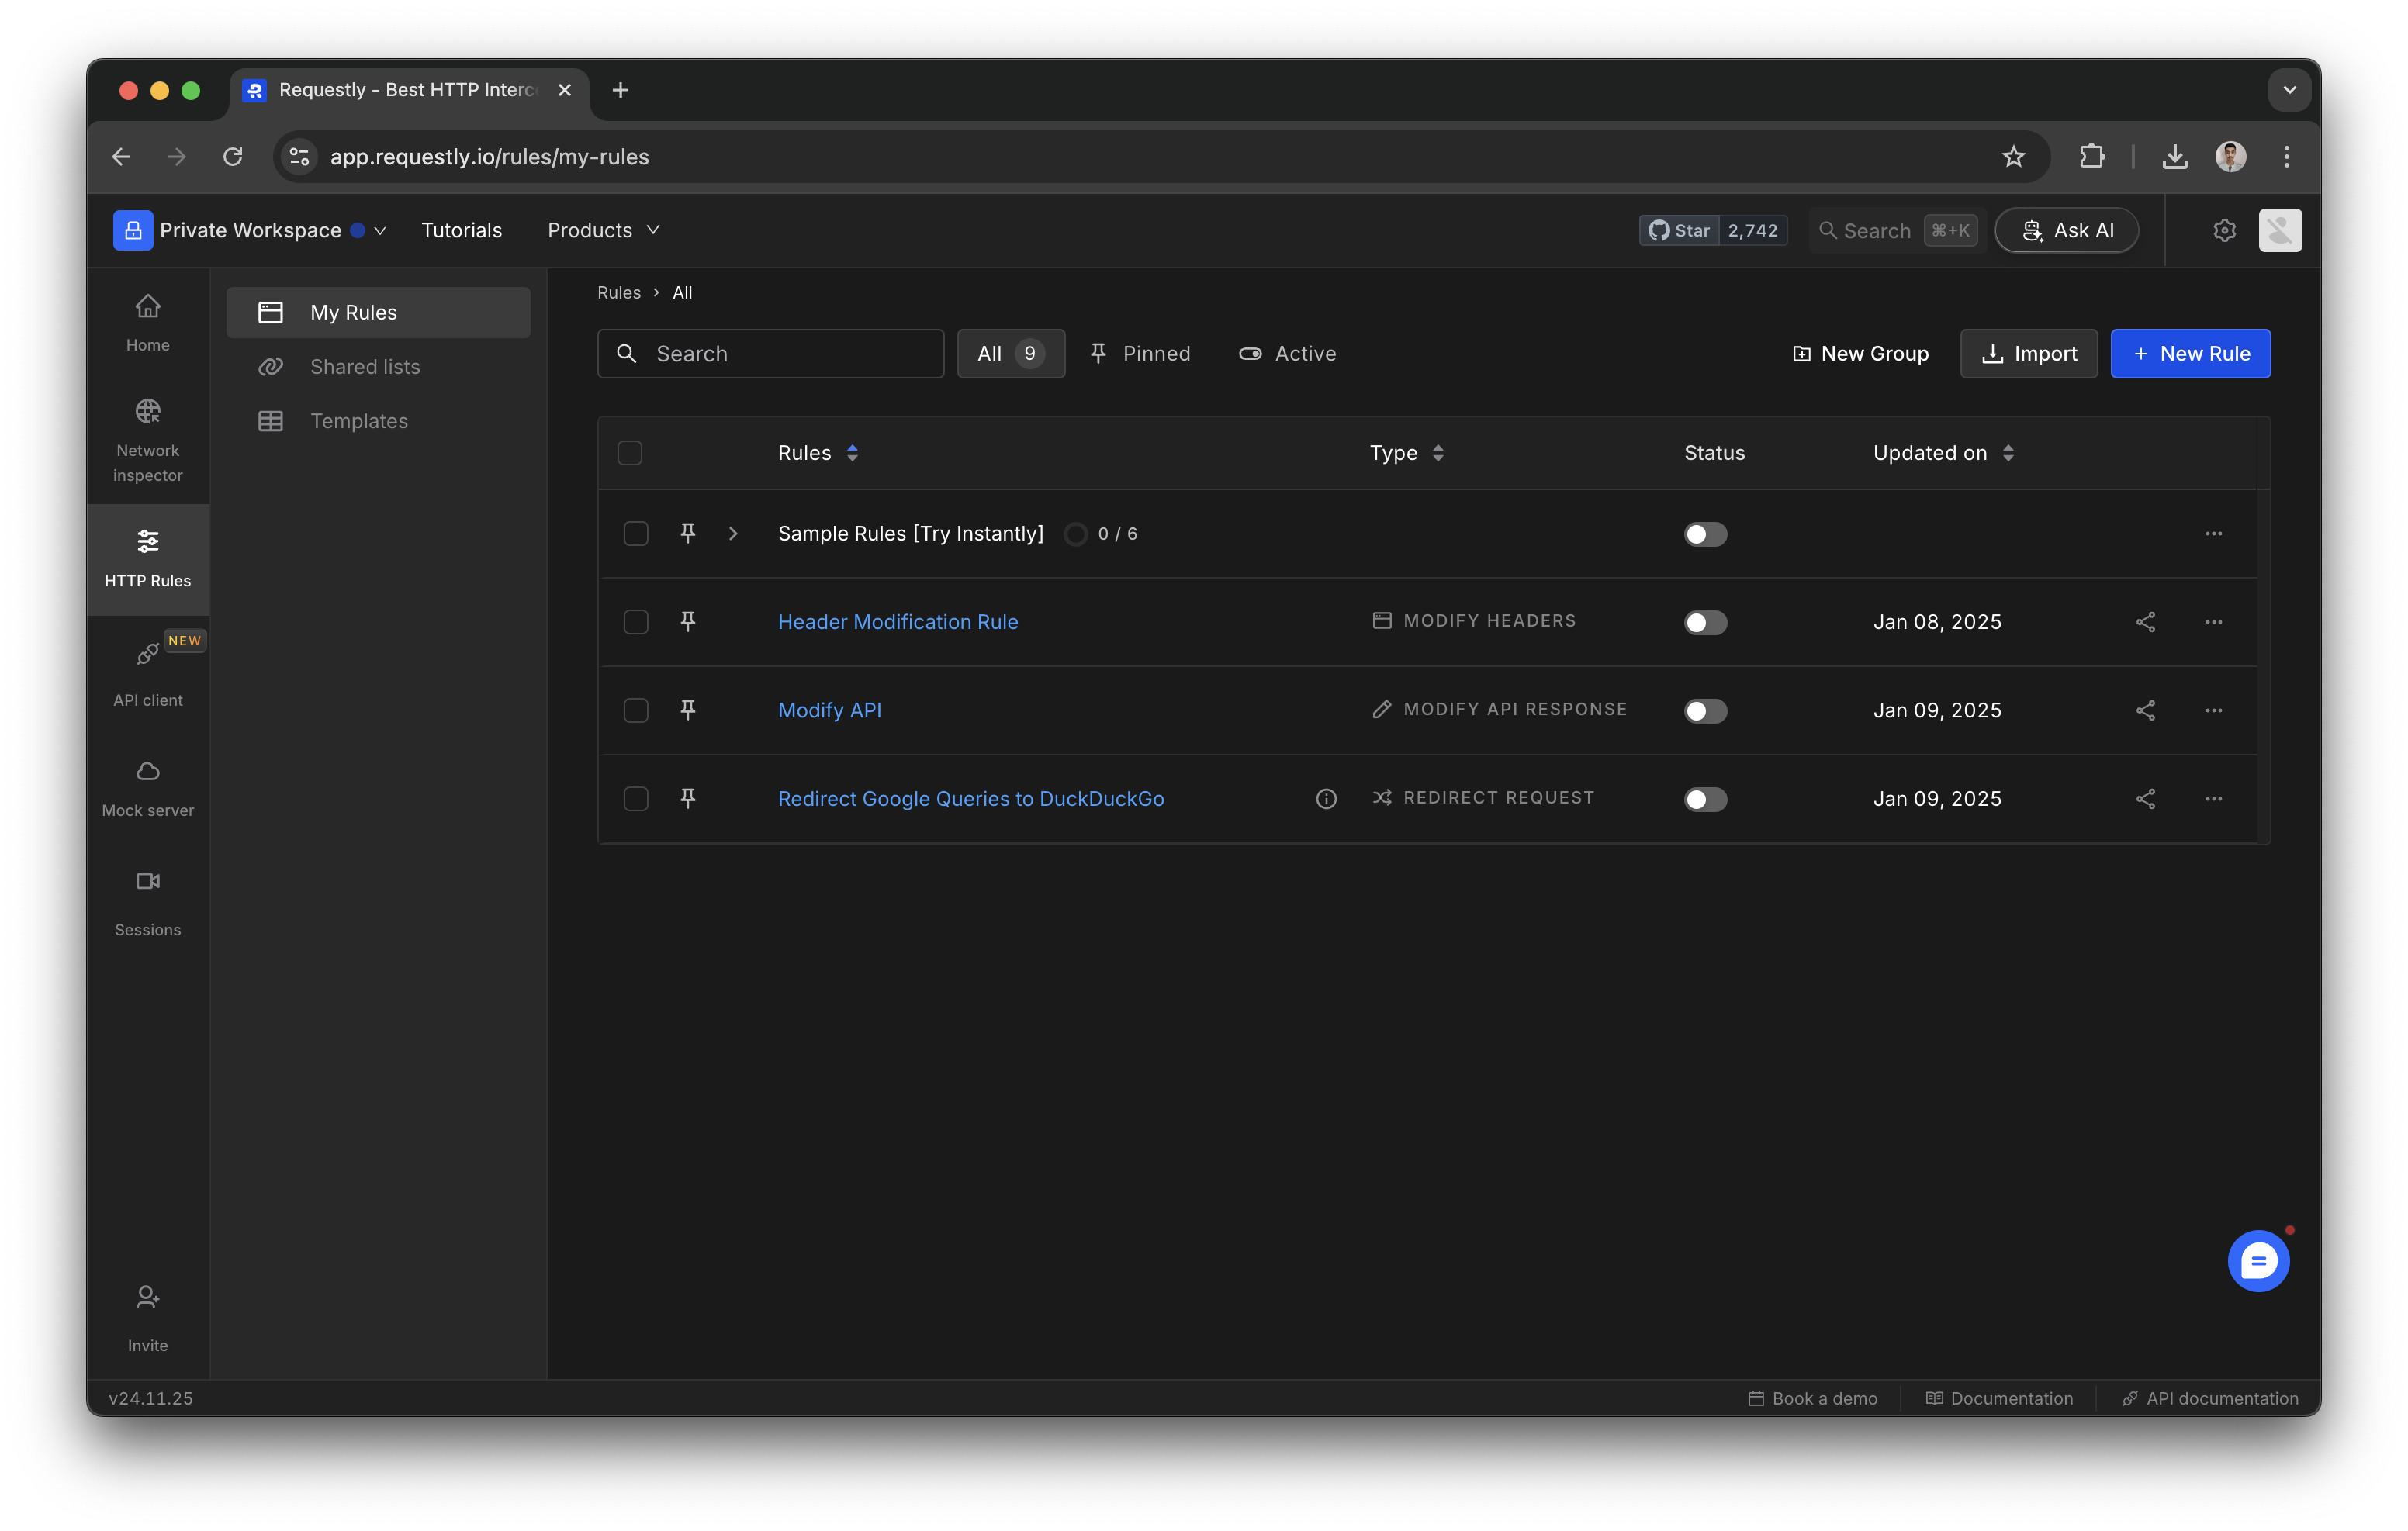 Requestly - Best HTTP Interc
app.requestly.io/rules/my-rules
Private Workspace
Tutorials
Products
Star 2,742
Search ⌘+K
Ask AI
Home
Network
inspector
HTTP Rules
NEW
API client
Mock server
Sessions
Invite
My Rules
Shared lists
Templates
Rules > All
Search
All 9
Pinned
Active
New Group
Import
+ New Rule
Rules Type Status Updated on
Sample Rules [Try Instantly] 0 / 6
Header Modification Rule MODIFY HEADERS Jan 08, 2025
Modify API MODIFY API RESPONSE Jan 09, 2025
Redirect Google Queries to DuckDuckGo REDIRECT REQUEST Jan 09, 2025
v24.11.25
Book a demo
Documentation
API documentation